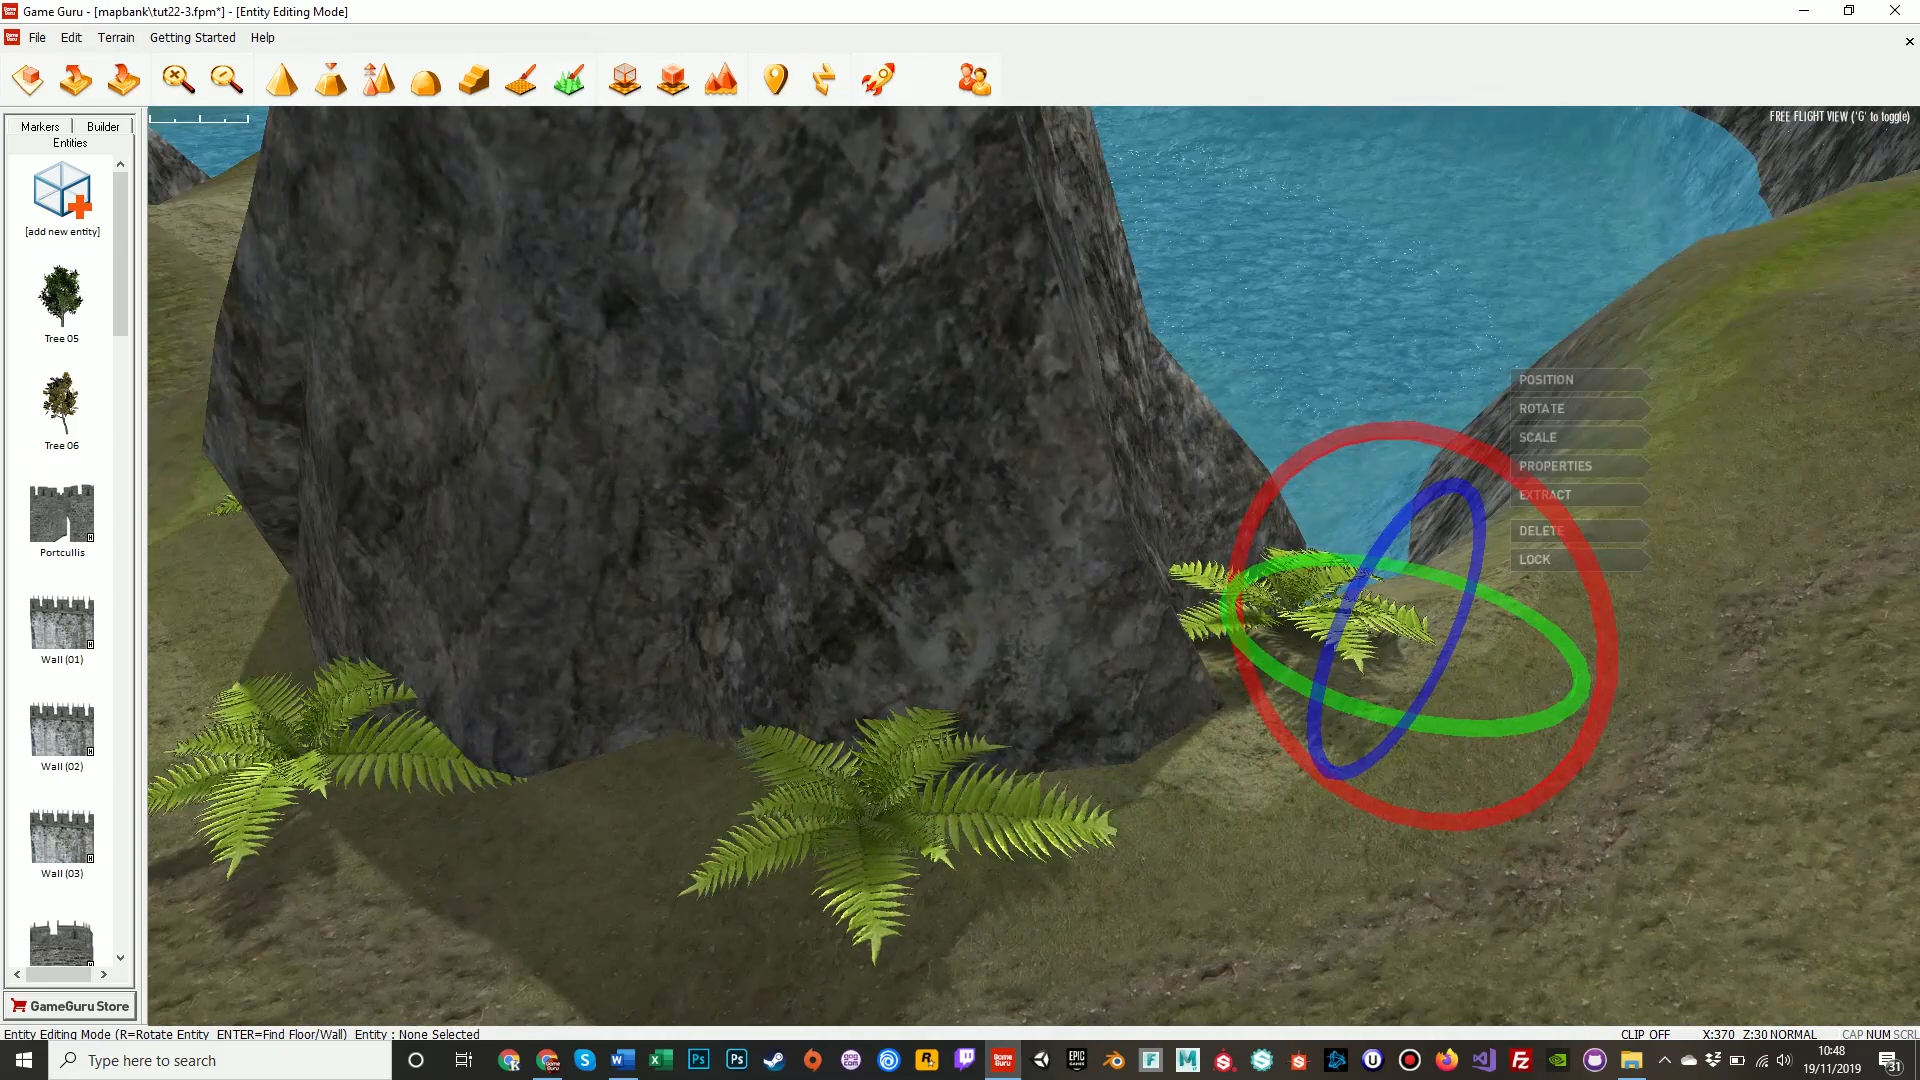 Game Guru - [mapbank\tut22-3.fpm*] - [Entity Editing Mode]
File Edit Terrain Getting Started Help
Markers Builder
Entities
[add new entity]
Tree 05
Tree 06
Portcullis
Wall (01)
Wall (02)
Wall (03)
GameGuru Store
FREE FLIGHT VIEW ('G' to toggle)
POSITION
ROTATE
SCALE
PROPERTIES
EXTRACT
DELETE
LOCK
Entity Editing Mode (R=Rotate Entity ENTER=Find Floor/Wall) Entity : None Selected
CLIP OFF X:370 Z:30 NORMAL CAP NUM SCRL
Type here to search
10:48
19/11/2019
31